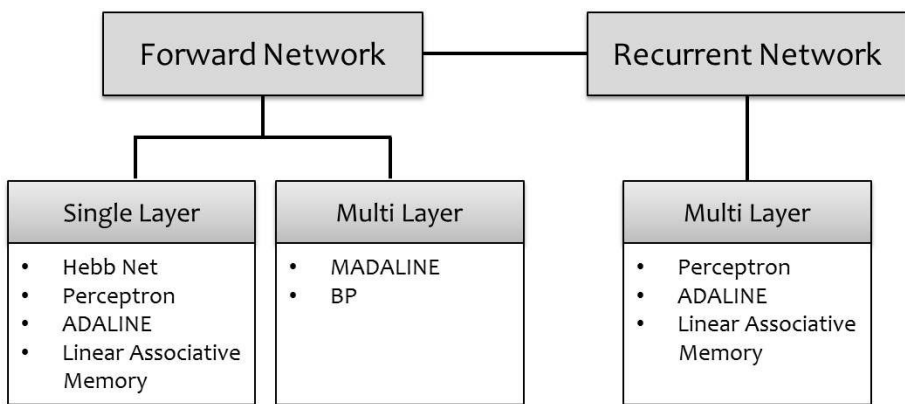 Forward Network
Recurrent Network
Single Layer
• Hebb Net
• Perceptron
• ADALINE
• Linear Associative
Memory
Multi Layer
• MADALINE
• BP
Multi Layer
• Perceptron
• ADALINE
• Linear Associative
Memory